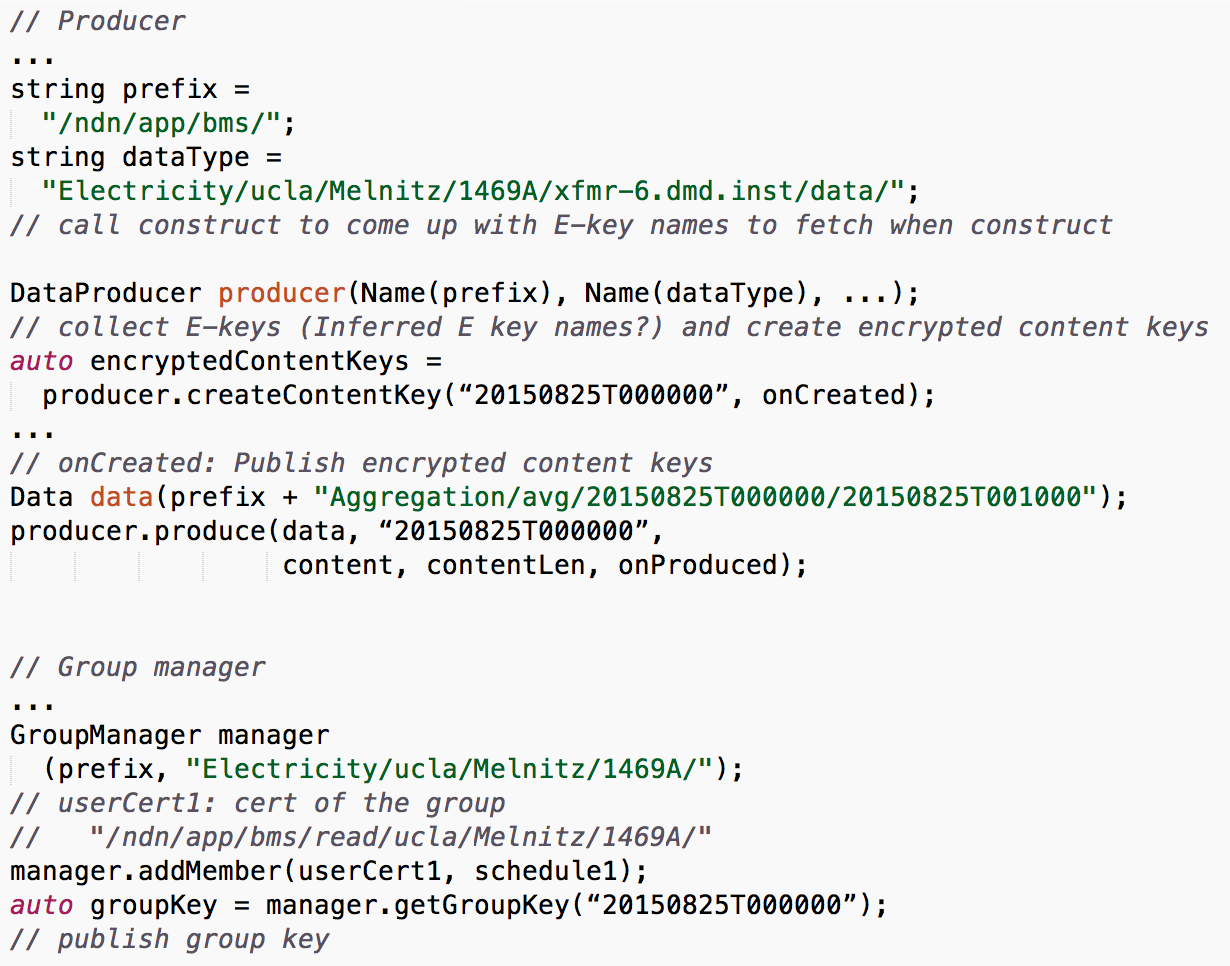 // Producer
...
string prefix =
  "/ndn/app/bms/";
string dataType =
  "Electricity/ucla/Melnitz/1469A/xfmr-6.dmd.inst/data/";
// call construct to come up with E-key names to fetch when construct

DataProducer producer(Name(prefix), Name(dataType), ...);
// collect E-keys (Inferred E key names?) and create encrypted content keys
auto encryptedContentKeys =
  producer.createContentKey(“20150825T000000”, onCreated);
...
// onCreated: Publish encrypted content keys
Data data(prefix + "Aggregation/avg/20150825T000000/20150825T001000");
producer.produce(data, “20150825T000000”,
                 content, contentLen, onProduced);


// Group manager
...
GroupManager manager
  (prefix, "Electricity/ucla/Melnitz/1469A/");
// userCert1: cert of the group
//   "/ndn/app/bms/read/ucla/Melnitz/1469A/"
manager.addMember(userCert1, schedule1);
auto groupKey = manager.getGroupKey(“20150825T000000”);
// publish group key